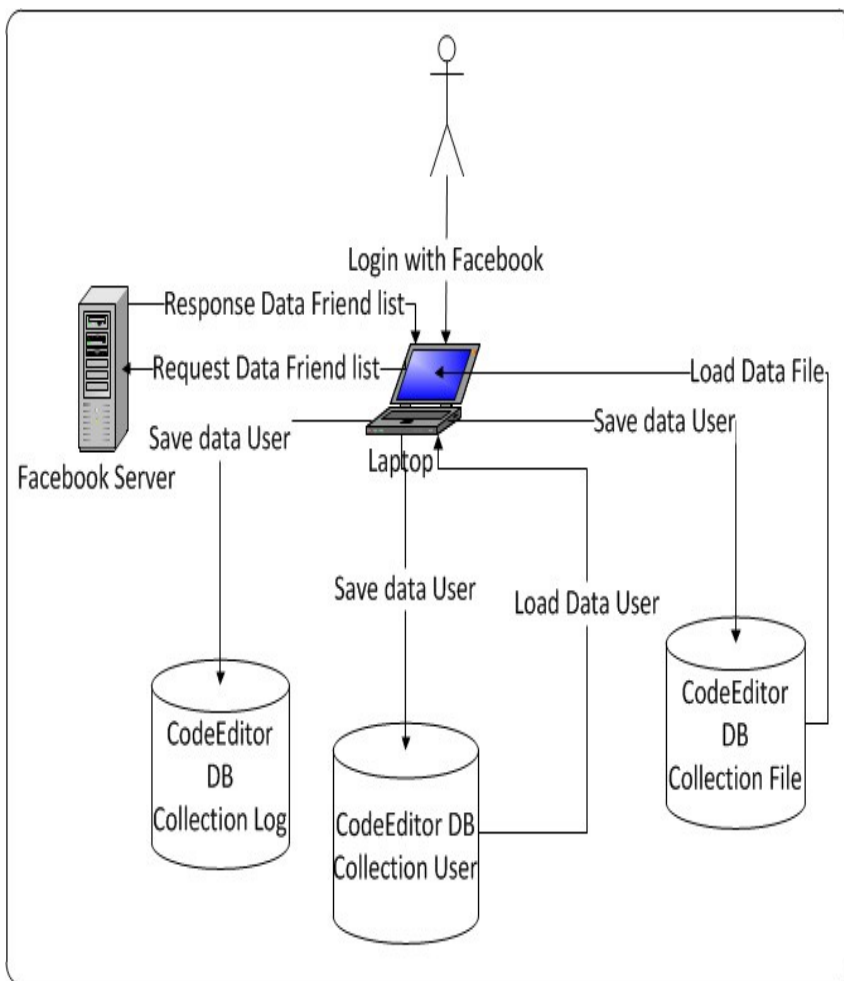 Login with Facebook
Response Data Friend list
Request Data Friend list
Load Data File
Save data User
Save data User
Laptop
Facebook Server
Save data User
Load Data User
CodeEditor
DB
Collection Log
CodeEditor DB
Collection User
CodeEditor
DB
Collection File